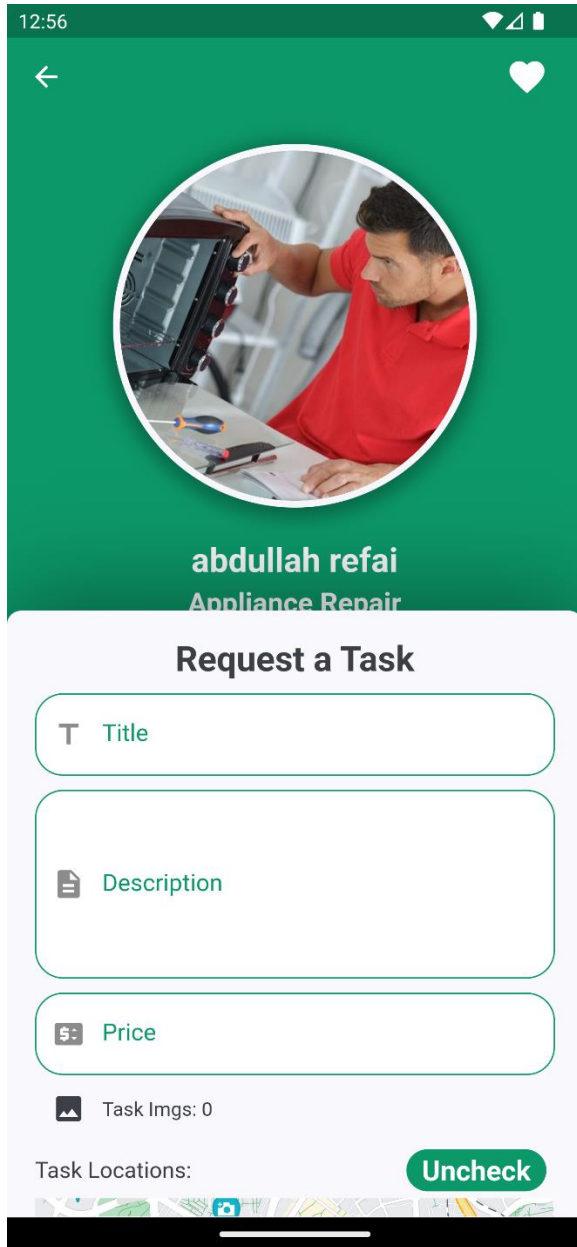 12:56
abdullah refai
Appliance Repair
Request a Task
Title
Description
Price
Task Imgs: 0
Task Locations:
Uncheck